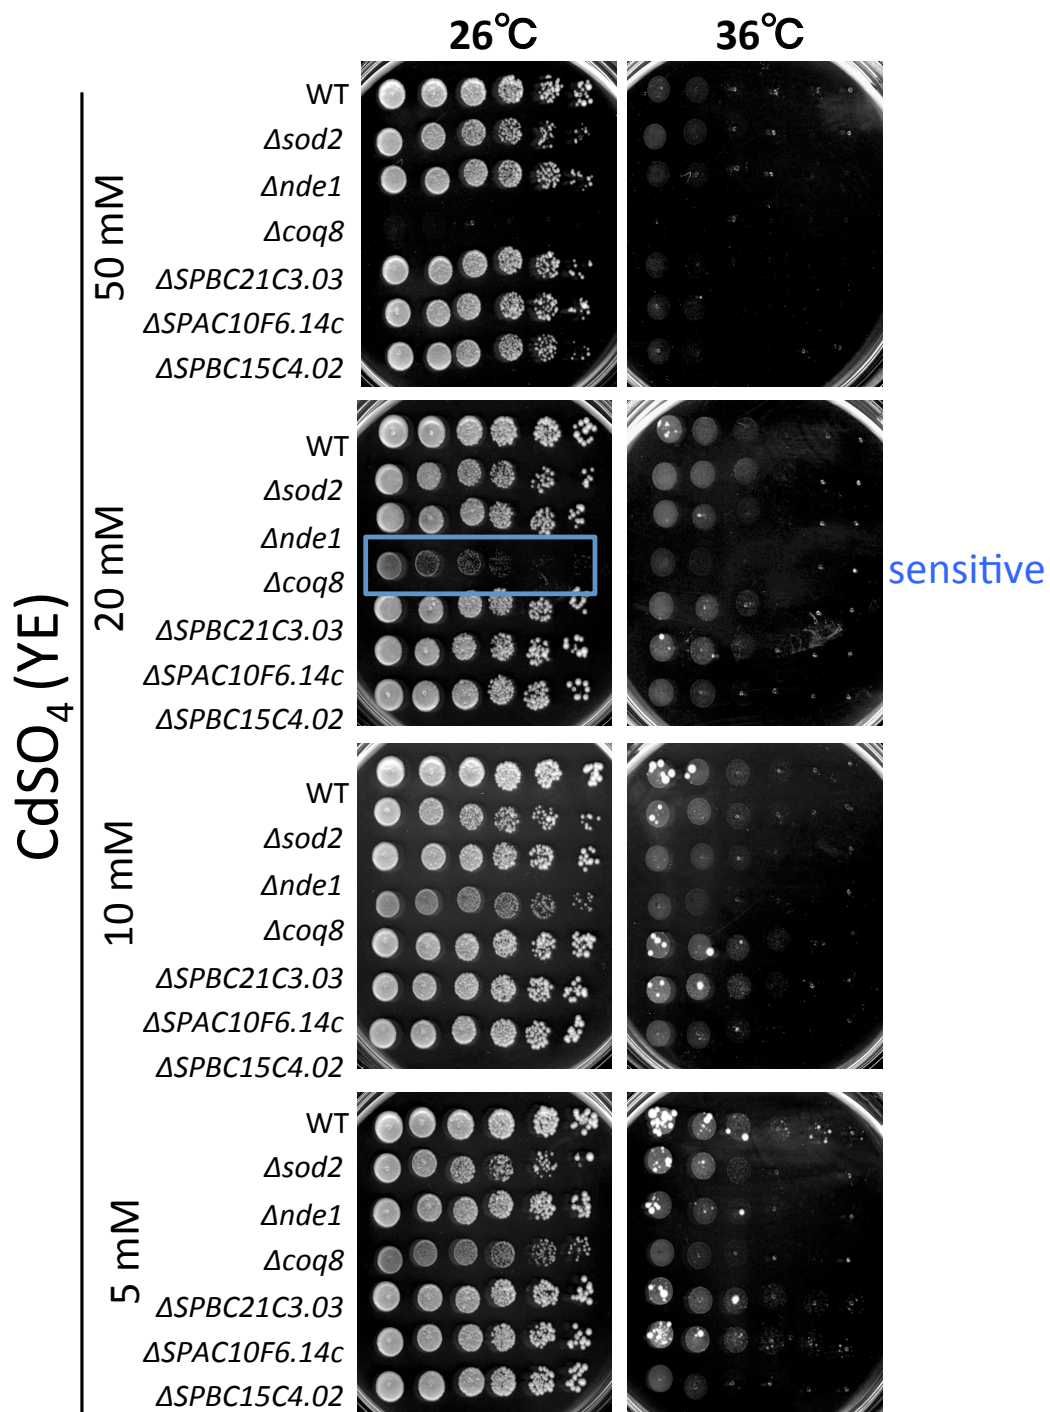 26℃ 36℃
CdSO₄ (YE)
50 mM
WT
Δsod2
Δnde1
Δcoq8
ΔSPBC21C3.03
ΔSPAC10F6.14c
ΔSPBC15C4.02
20 mM
WT
Δsod2
Δnde1
Δcoq8
sensitive
ΔSPBC21C3.03
ΔSPAC10F6.14c
ΔSPBC15C4.02
10 mM
WT
Δsod2
Δnde1
Δcoq8
ΔSPBC21C3.03
ΔSPAC10F6.14c
ΔSPBC15C4.02
5 mM
WT
Δsod2
Δnde1
Δcoq8
ΔSPBC21C3.03
ΔSPAC10F6.14c
ΔSPBC15C4.02